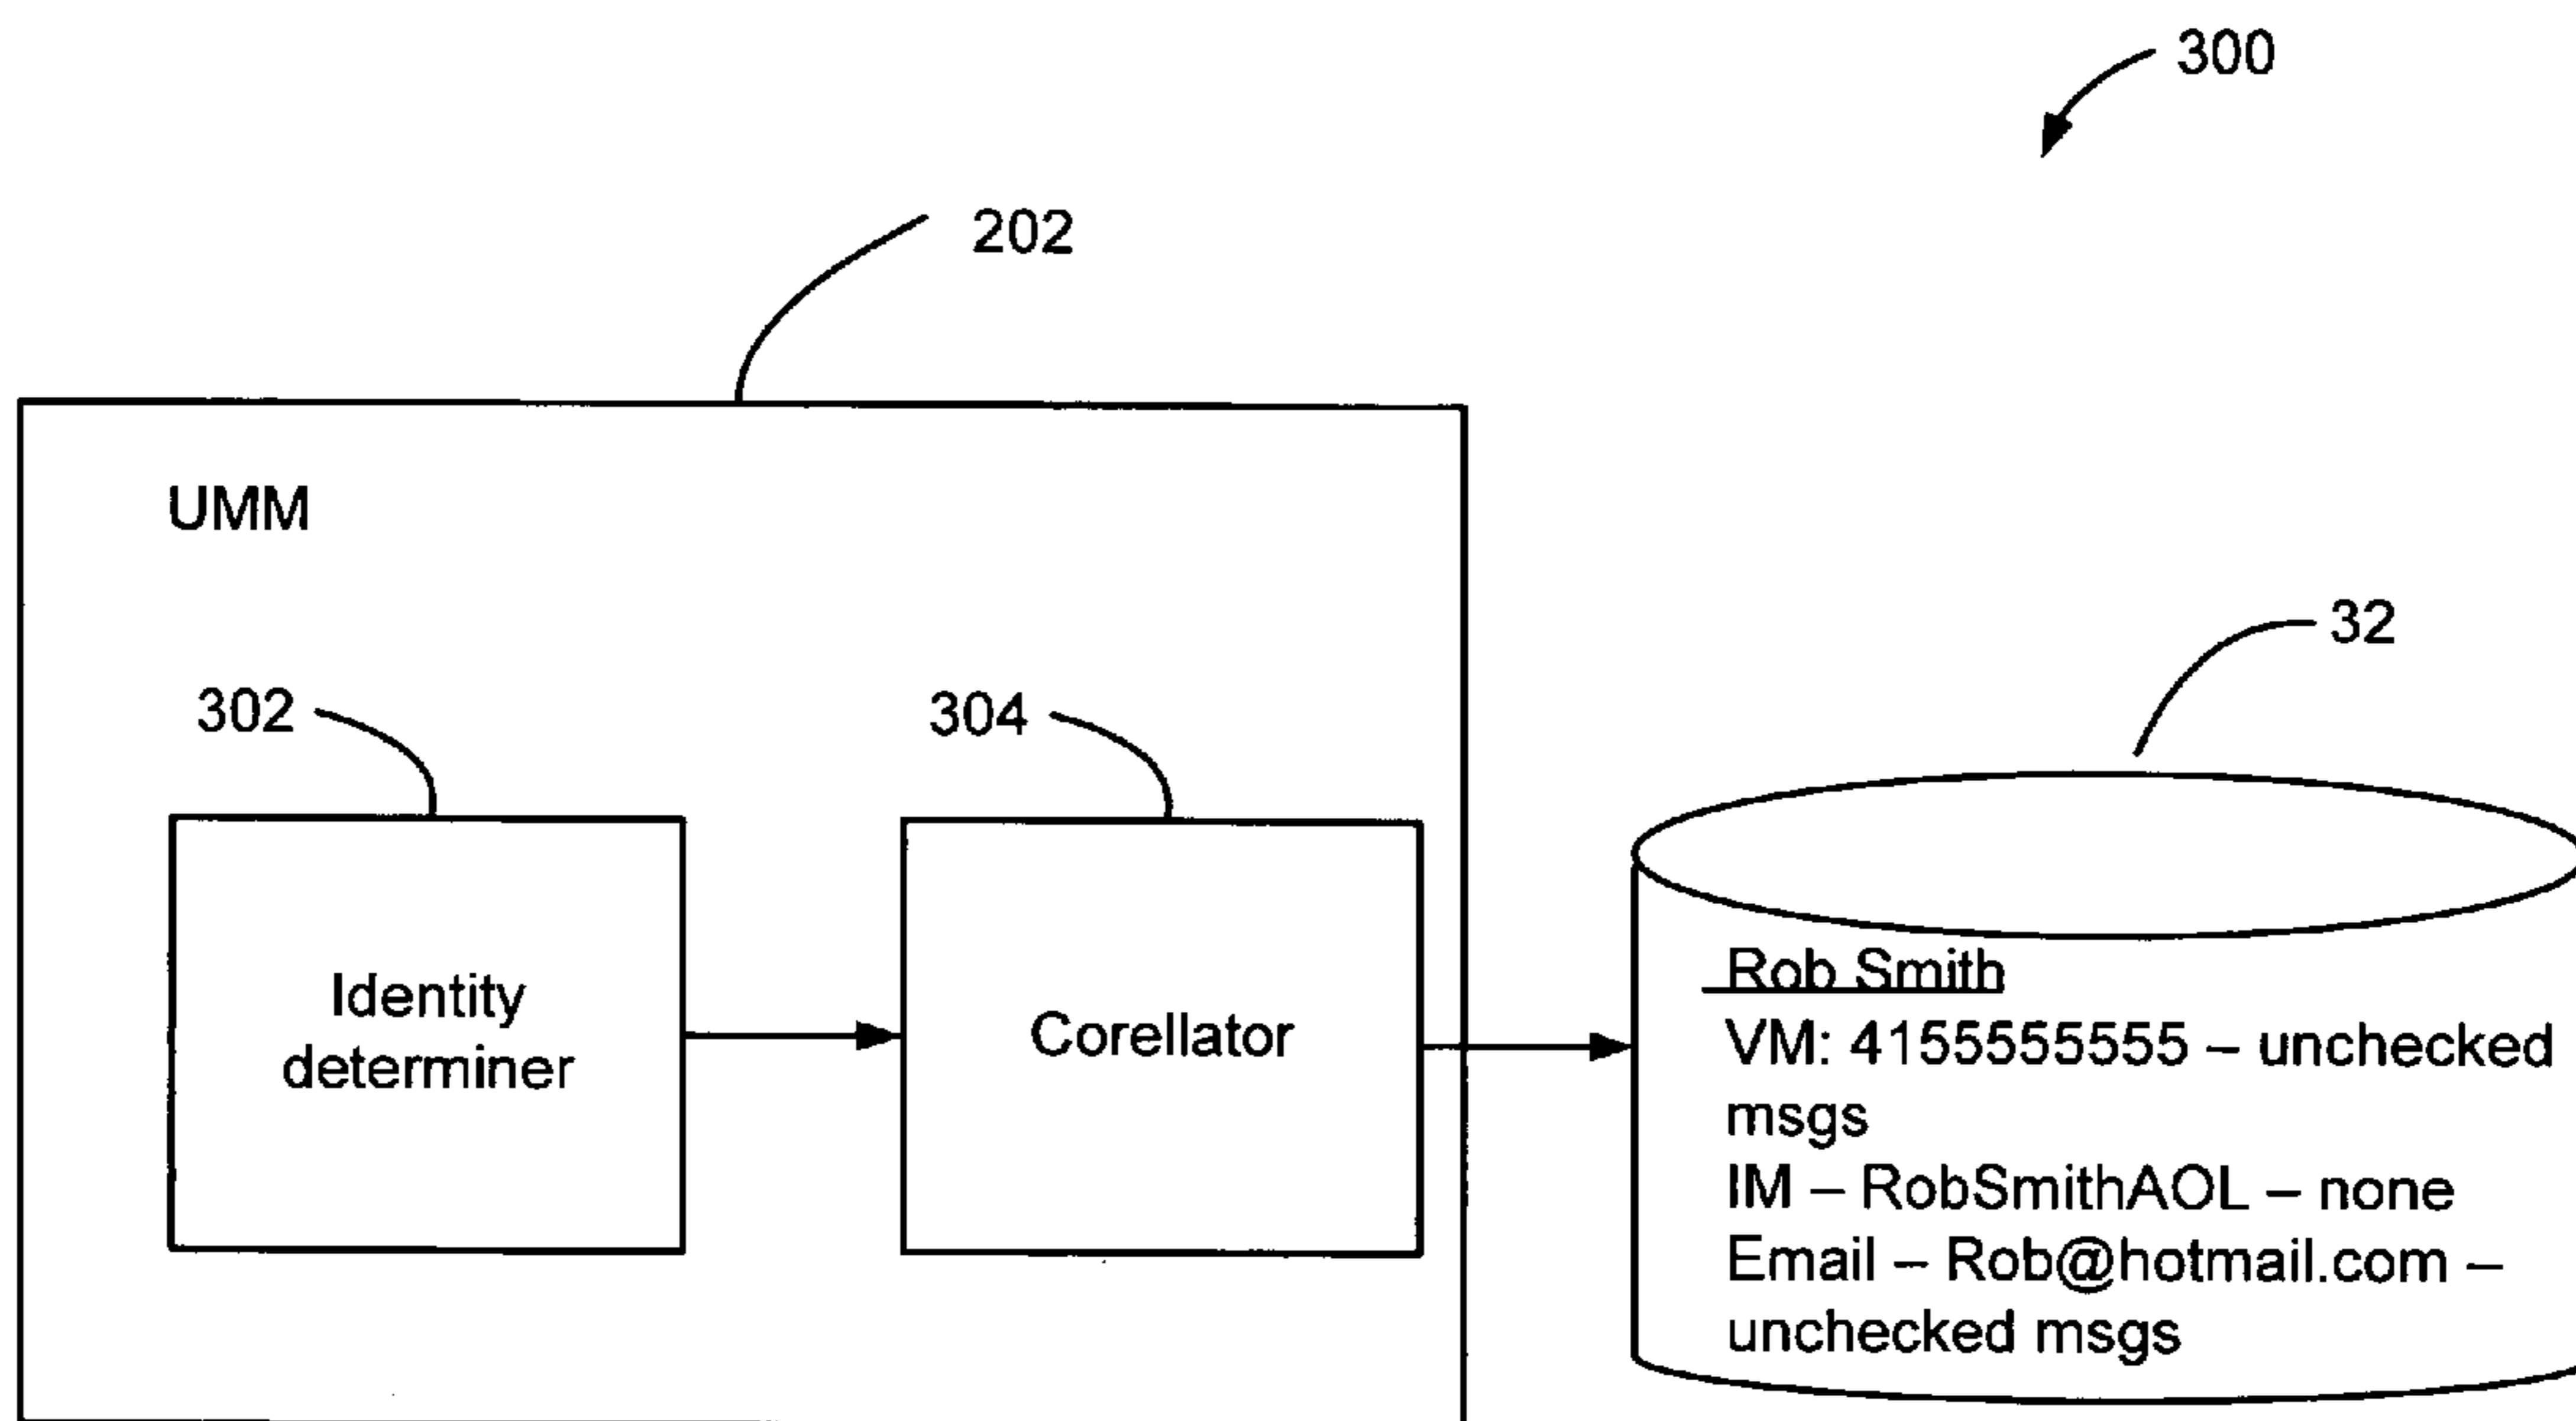 300
202
UMM
32
302
304
Identity
determiner
Corellator
Rob Smith
VM: 4155555555 – unchecked
msgs
IM – RobSmithAOL – none
Email – Rob@hotmail.com –
unchecked msgs